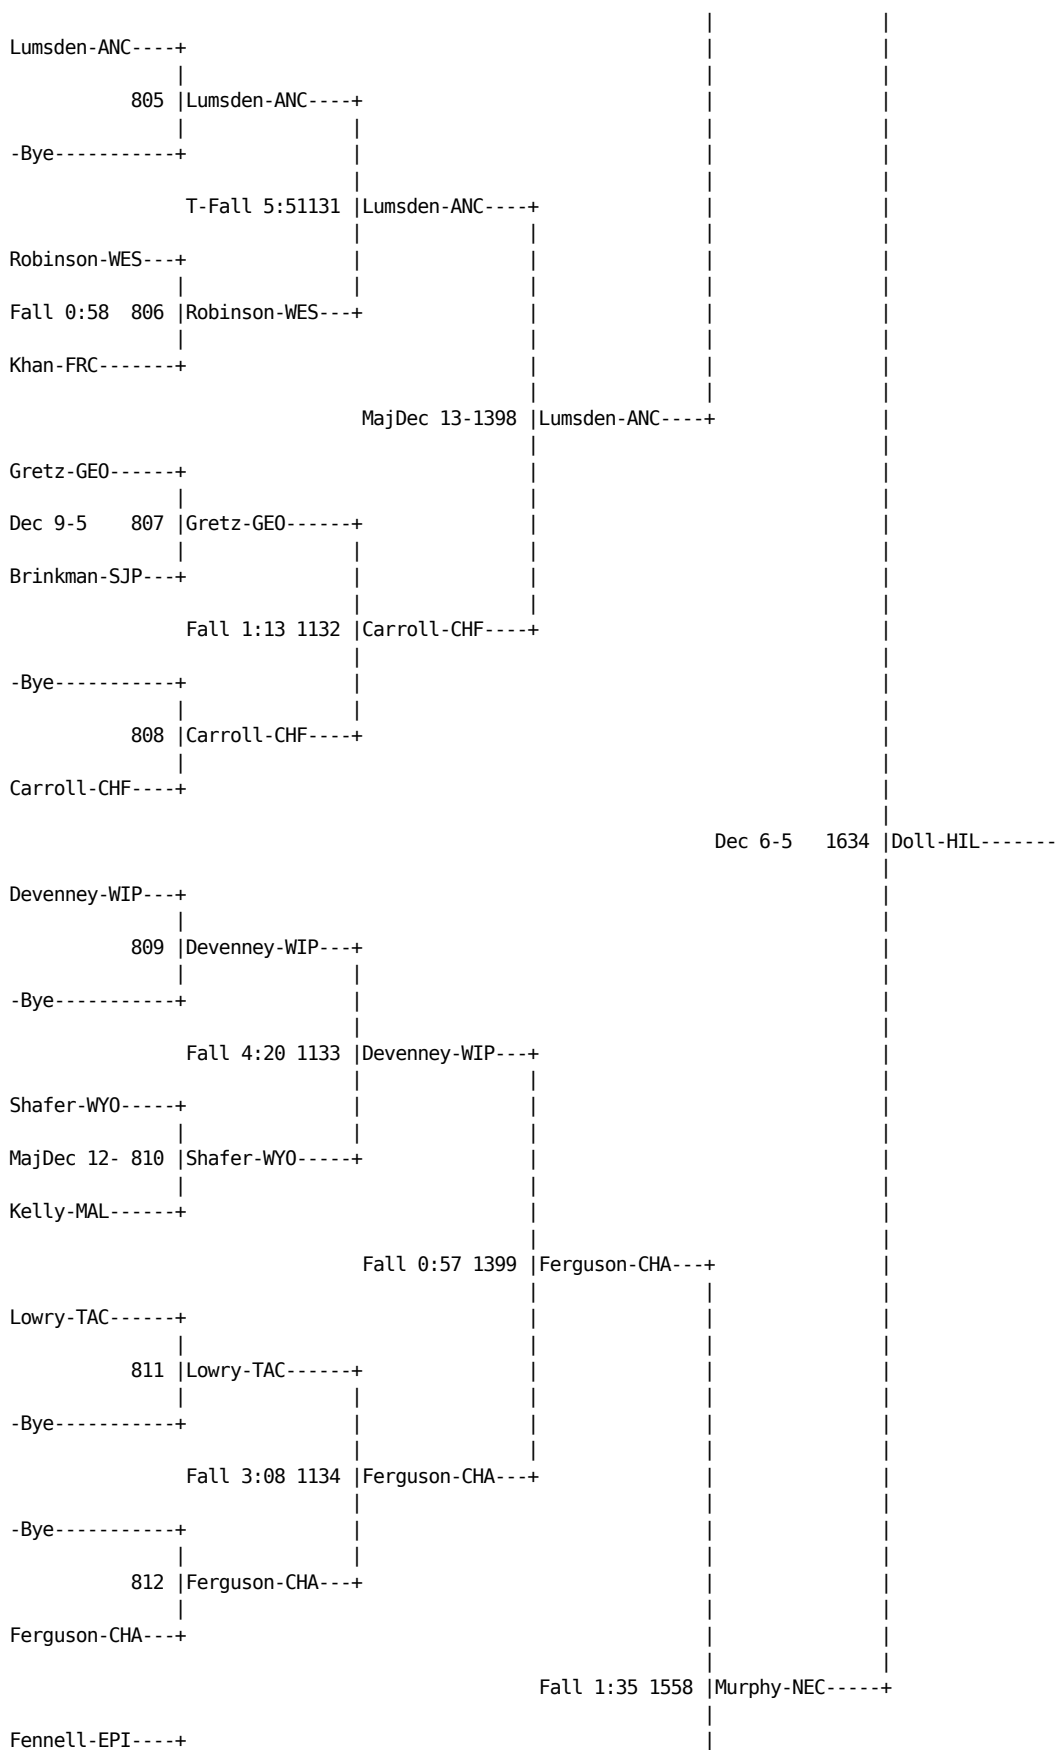 Lumsden-ANC----+
805 |Lumsden-ANC----+
-Bye-----------+
T-Fall 5:51131 |Lumsden-ANC----+
Robinson-WES---+
Fall 0:58 806 |Robinson-WES---+
Khan-FRC-------+
MajDec 13-1398 |Lumsden-ANC----+
Gretz-GEO------+
Dec 9-5 807 |Gretz-GEO------+
Brinkman-SJP---+
Fall 1:13 1132 |Carroll-CHF----+
-Bye-----------+
808 |Carroll-CHF----+
Carroll-CHF----+
Dec 6-5 1634 |Doll-HIL-------
Devenney-WIP---+
809 |Devenney-WIP---+
-Bye-----------+
Fall 4:20 1133 |Devenney-WIP---+
Shafer-WYO-----+
MajDec 12- 810 |Shafer-WYO-----+
Kelly-MAL------+
Fall 0:57 1399 |Ferguson-CHA---+
Lowry-TAC------+
811 |Lowry-TAC------+
-Bye-----------+
Fall 3:08 1134 |Ferguson-CHA---+
-Bye-----------+
812 |Ferguson-CHA---+
Ferguson-CHA---+
Fall 1:35 1558 |Murphy-NEC-----+
Fennell-EPI----+